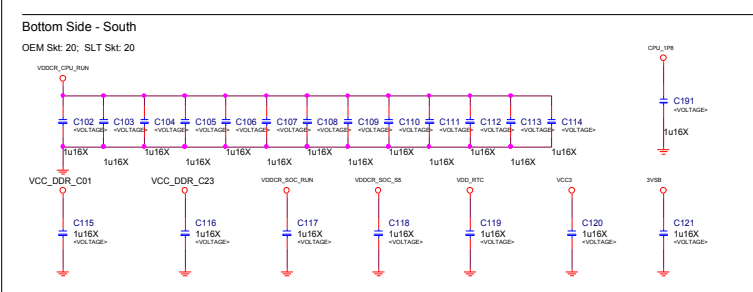 Bottom Side - South
OEM Skt: 20; SLT Skt: 20
VDDCR_CPU_RUN
CPU_1P8
C102 C103 C104 C105 C106 C107 C108 C109 C110 C111 C112 C113 C114
<VOLTAGE> <VOLTAGE> <VOLTAGE> <VOLTAGE> <VOLTAGE> <VOLTAGE> <VOLTAGE> <VOLTAGE> <VOLTAGE> <VOLTAGE> <VOLTAGE> <VOLTAGE> <VOLTAGE>
1u16X 1u16X 1u16X 1u16X 1u16X 1u16X 1u16X
1u16X 1u16X 1u16X 1u16X 1u16X 1u16X
C191
<VOLTAGE>
1u16X
VCC_DDR_C01
C115
1u16X
<VOLTAGE>
VCC_DDR_C23
C116
1u16X
<VOLTAGE>
VDDCR_SOC_RUN
C117
1u16X
<VOLTAGE>
VDDCR_SOC_S5
C118
1u16X
<VOLTAGE>
VDD_RTC
C119
1u16X
<VOLTAGE>
VCC3
C120
1u16X
<VOLTAGE>
3VSB
C121
1u16X
<VOLTAGE>